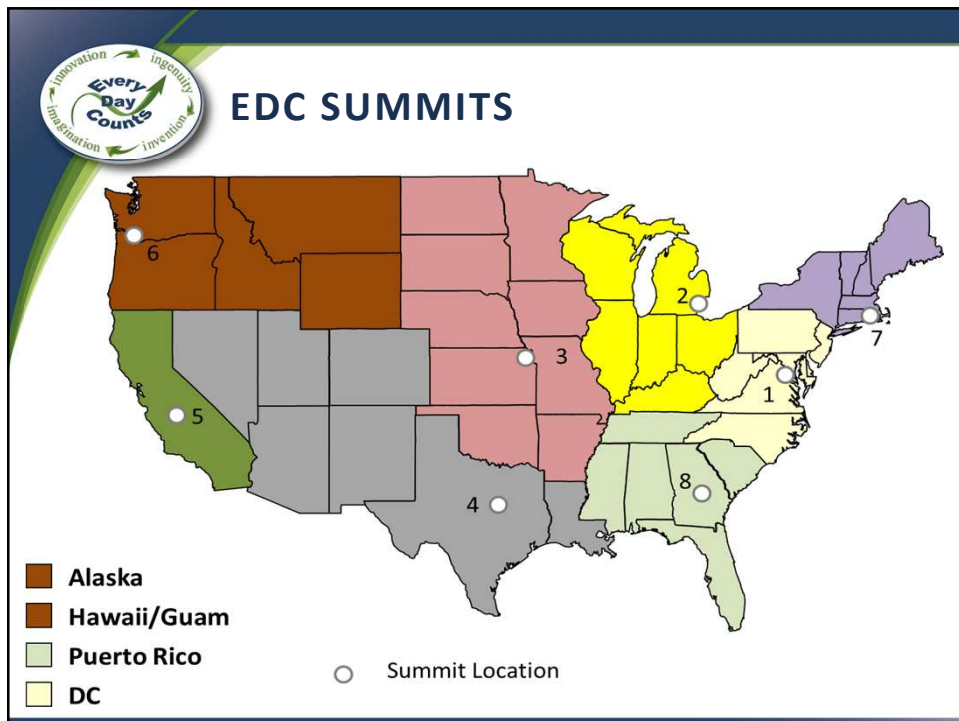 innovation
ingenuity
Every
Day
Counts
imagination
invention
EDC SUMMITS
6
2
7
3
1
5
8
4
Alaska
Hawaii/Guam
Puerto Rico
DC
Summit Location